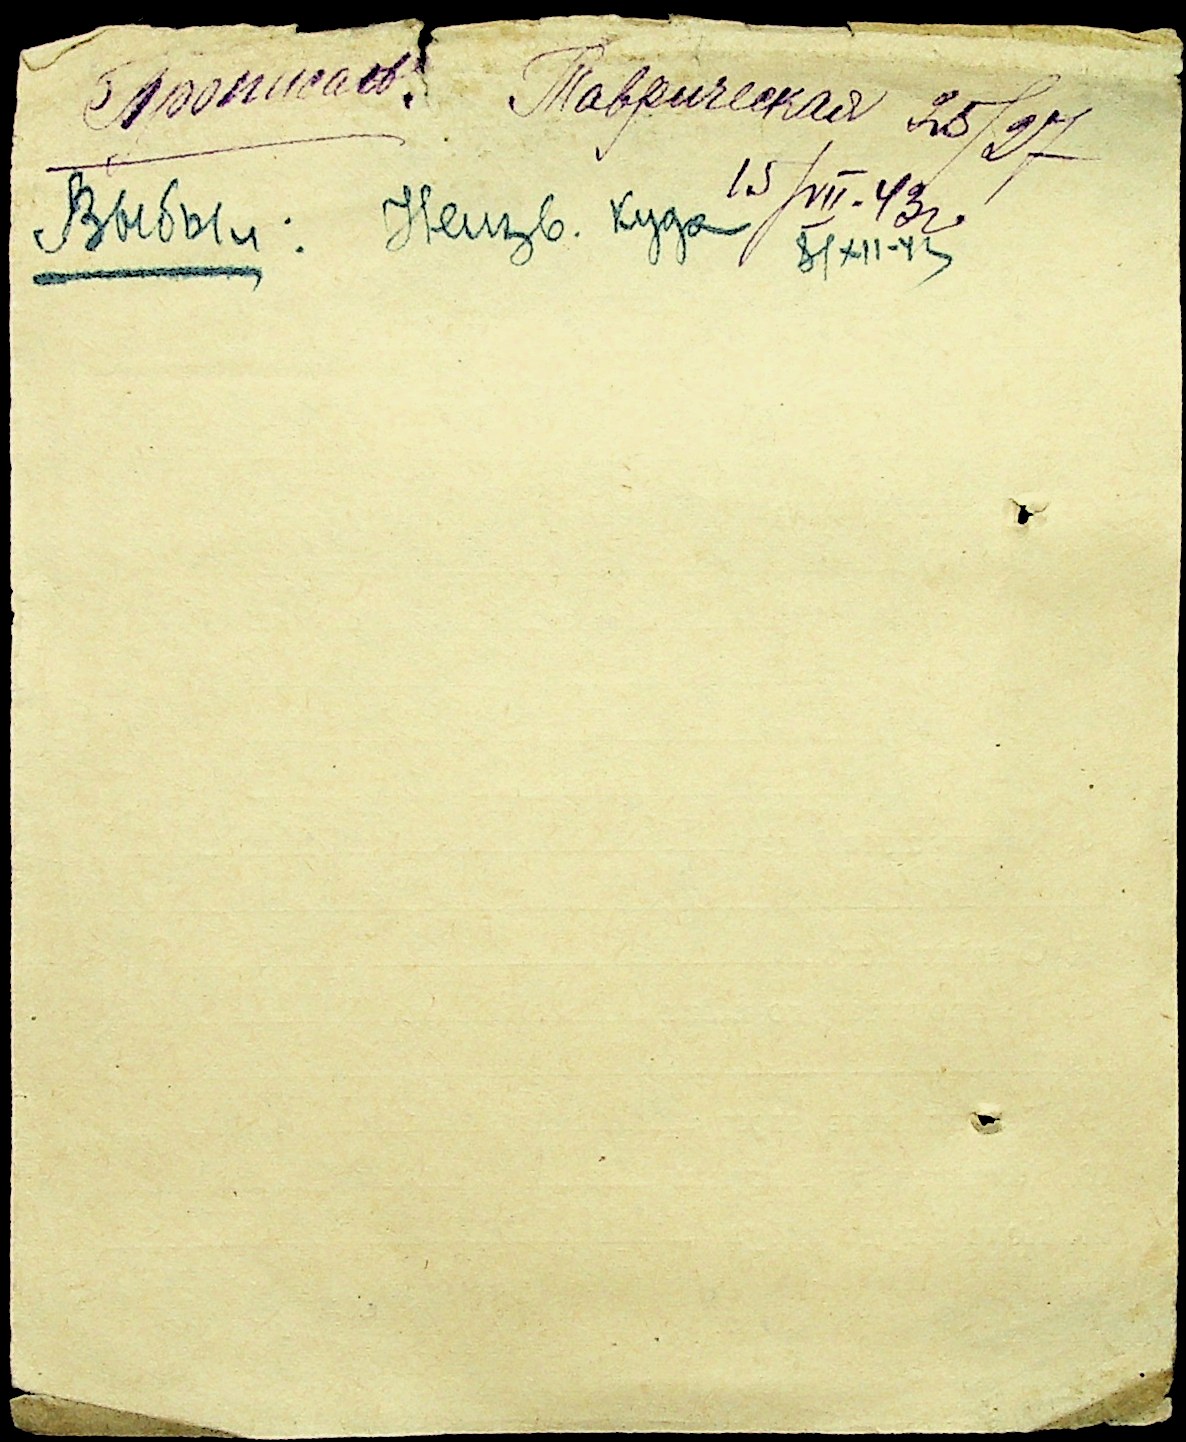 Прописан: Таврическая 25/27
15/VII-43г.
Выбыл: Неизв. куда
8/XII-43